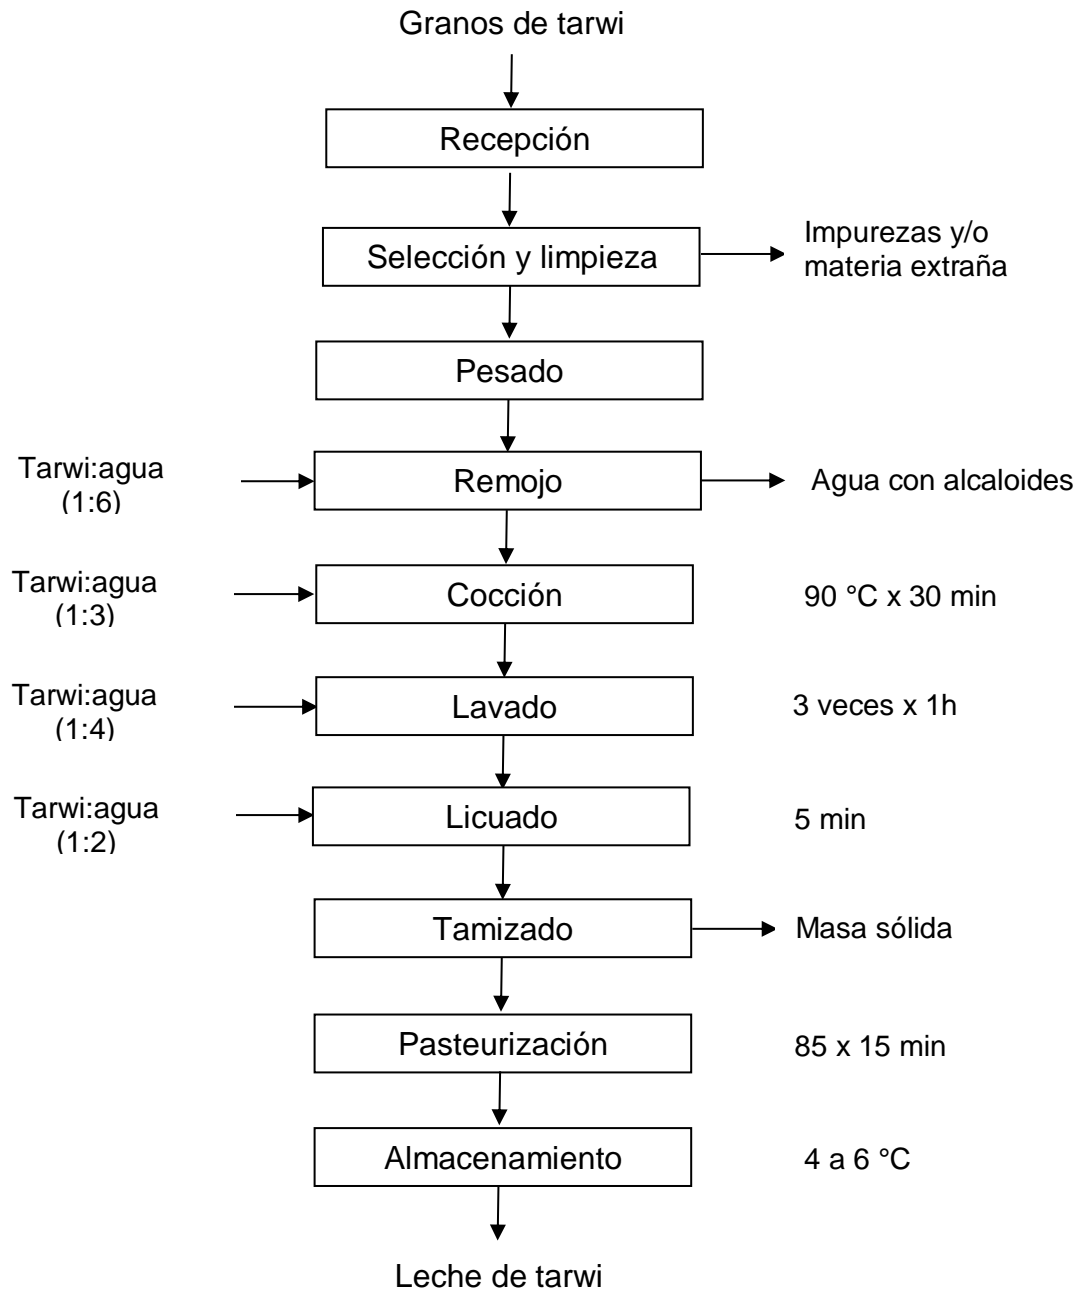 Granos de tarwi
Recepción
Selección y limpieza
Impurezas y/o
materia extraña
Pesado
Tarwi:agua
(1:6)
Remojo
Agua con alcaloides
Tarwi:agua
(1:3)
Cocción
90 °C x 30 min
Tarwi:agua
(1:4)
Lavado
3 veces x 1h
Tarwi:agua
(1:2)
Licuado
5 min
Tamizado
Masa sólida
Pasteurización
85 x 15 min
Almacenamiento
4 a 6 °C
Leche de tarwi